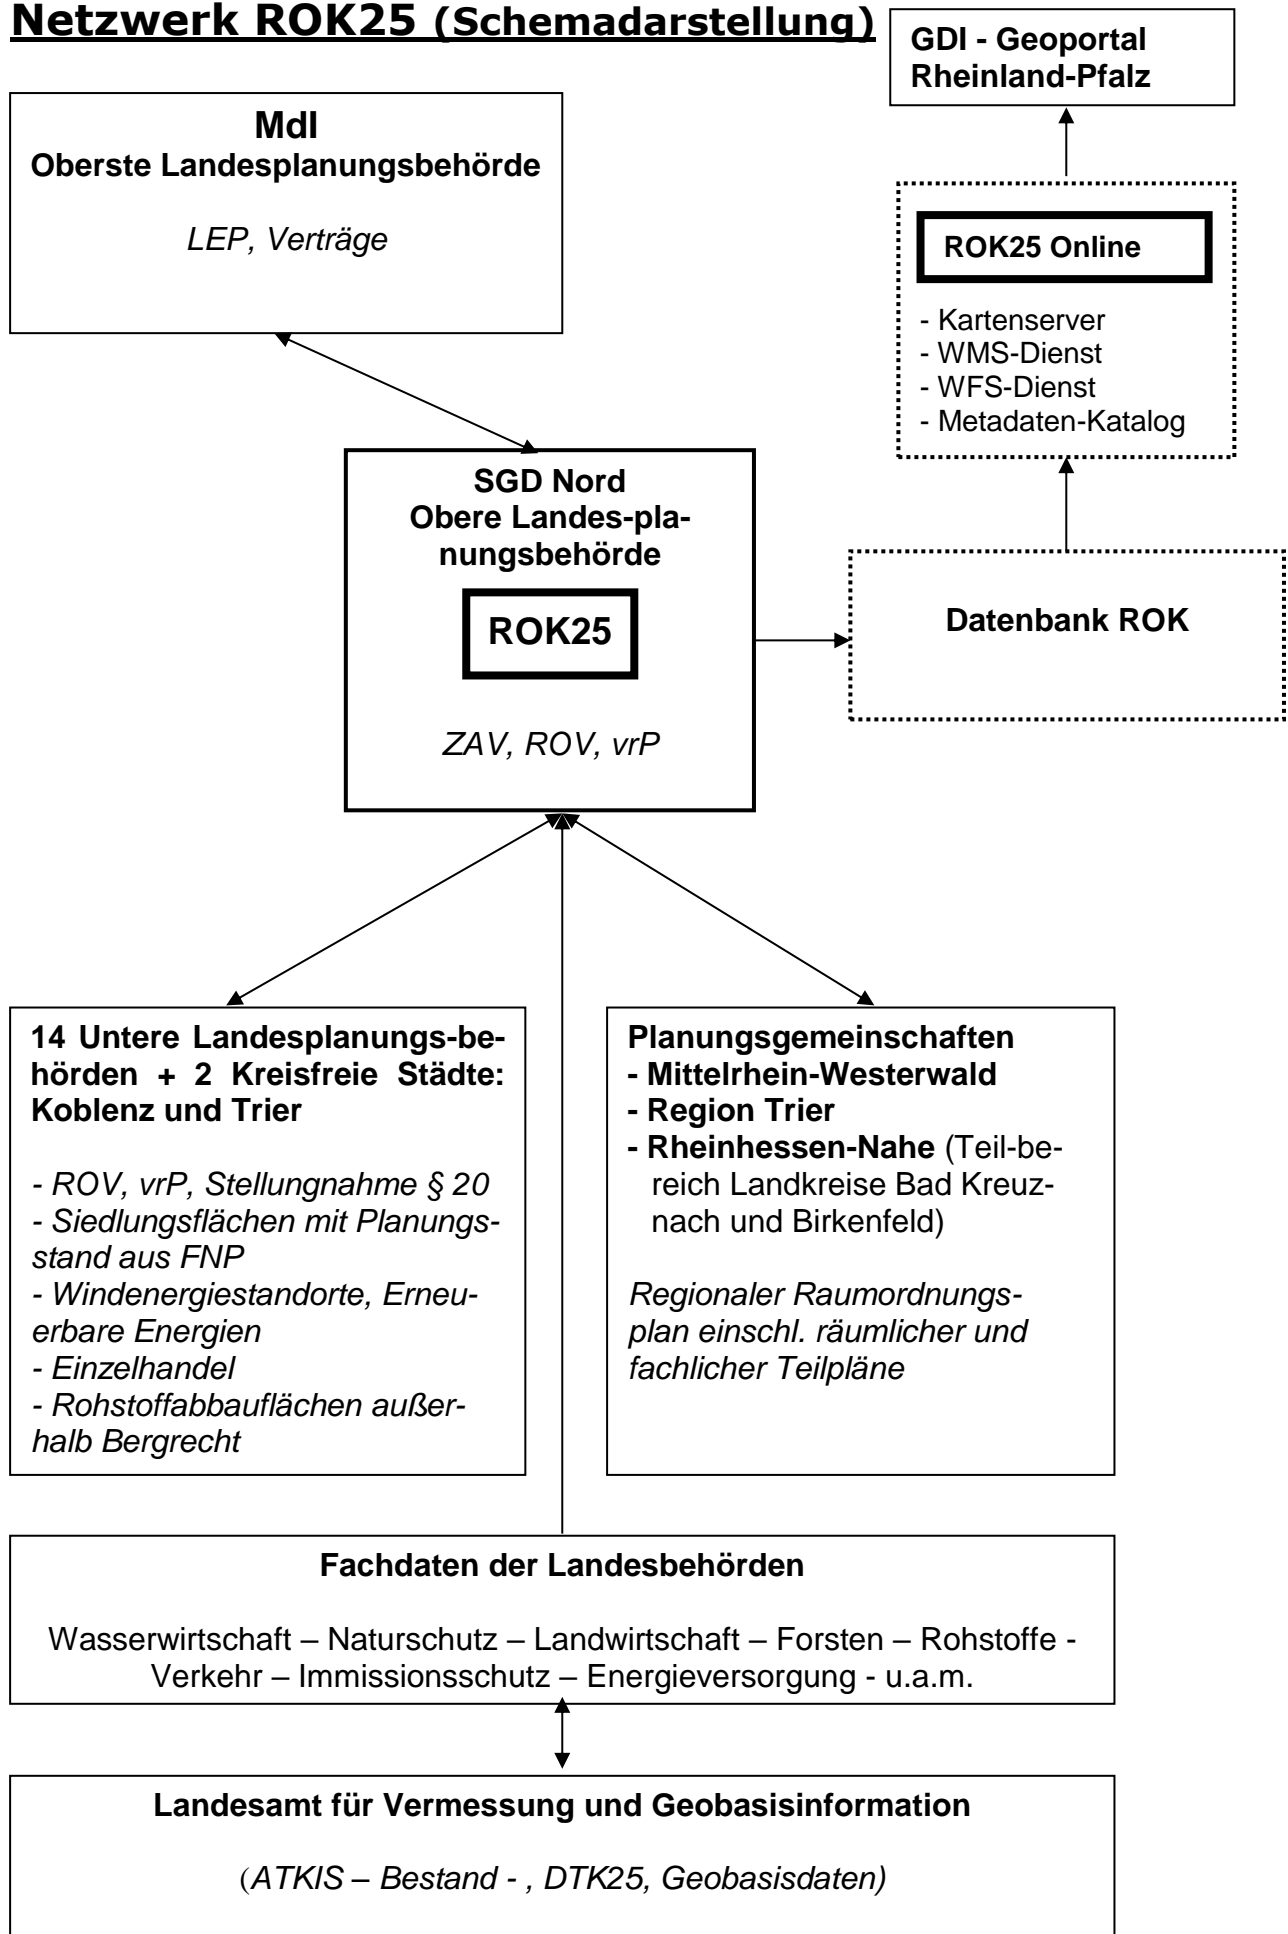 Netzwerk ROK25 (Schemadarstellung)
GDI - Geoportal
Rheinland-Pfalz
MdI
Oberste Landesplanungsbehörde
LEP, Verträge
ROK25 Online
- Kartenserver
- WMS-Dienst
- WFS-Dienst
- Metadaten-Katalog
SGD Nord
Obere Landes-pla-
nungsbehörde
ROK25
ZAV, ROV, vrP
Datenbank ROK
14 Untere Landesplanungs-be-
hörden + 2 Kreisfreie Städte:
Koblenz und Trier
- ROV, vrP, Stellungnahme § 20
- Siedlungsflächen mit Planungs-
stand aus FNP
- Windenergiestandorte, Erneu-
erbare Energien
- Einzelhandel
- Rohstoffabbauflächen außer-
halb Bergrecht
Planungsgemeinschaften
- Mittelrhein-Westerwald
- Region Trier
- Rheinhessen-Nahe (Teil-be-
reich Landkreise Bad Kreuz-
nach und Birkenfeld)
Regionaler Raumordnungs-
plan einschl. räumlicher und
fachlicher Teilpläne
Fachdaten der Landesbehörden
Wasserwirtschaft – Naturschutz – Landwirtschaft – Forsten – Rohstoffe -
Verkehr – Immissionsschutz – Energieversorgung - u.a.m.
Landesamt für Vermessung und Geobasisinformation
(ATKIS – Bestand - , DTK25, Geobasisdaten)